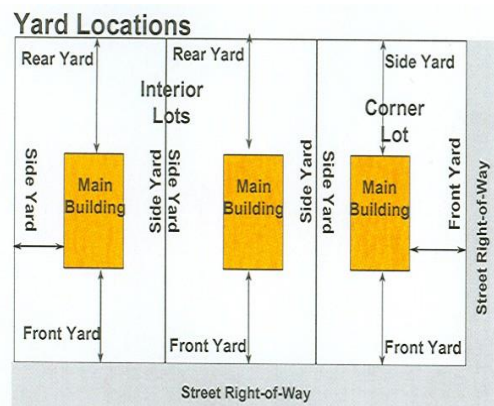 Yard Locations
Rear Yard
Rear Yard
Side Yard
Interior
Lots
Corner
Lot
Side Yard
Main
Building
Side Yard
Side Yard
Main
Building
Side Yard
Side Yard
Main
Building
Front Yard
Street Right-of-Way
Front Yard
Front Yard
Front Yard
Street Right-of-Way